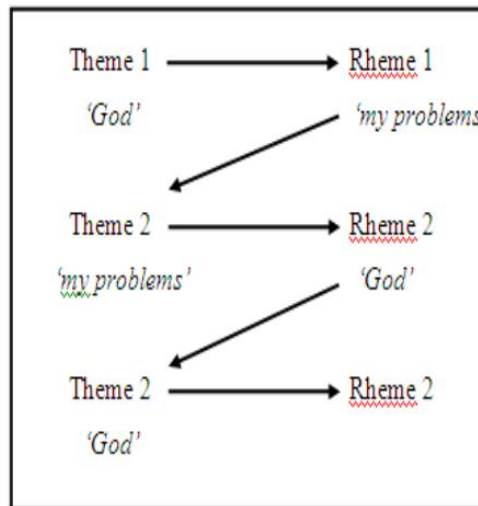 Theme 1 Rheme 1
‘God’ ‘my problems
Theme 2 Rheme 2
‘my problems’ ‘God’
Theme 2 Rheme 2
‘God’